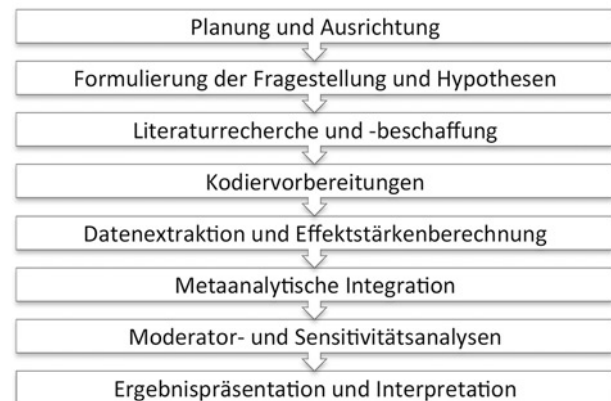 Planung und Ausrichtung
Formulierung der Fragestellung und Hypothesen
Literaturrecherche und -beschaffung
Kodiervorbereitungen
Datenextraktion und Effektstärkenberechnung
Metaanalytische Integration
Moderator- und Sensitivitätsanalysen
Ergebnispräsentation und Interpretation